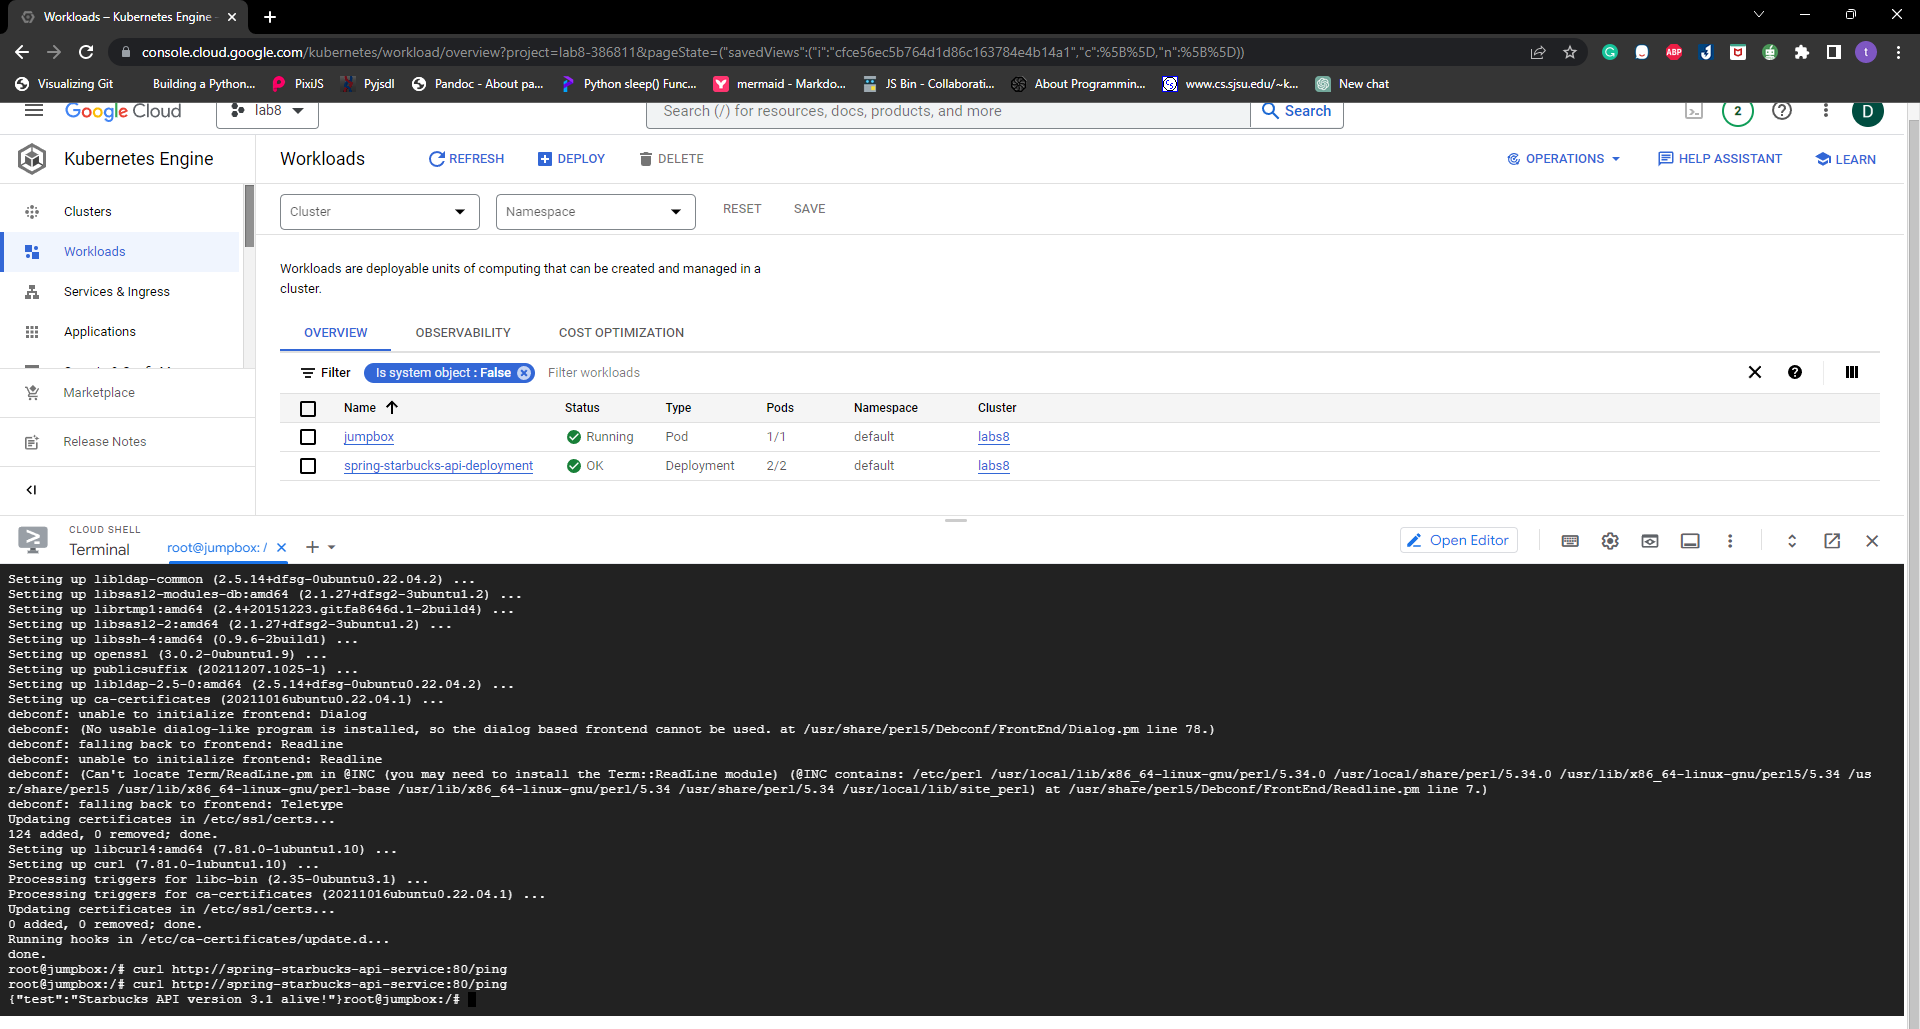 Workloads – Kubernetes Engine
console.cloud.google.com/kubernetes/workload/overview?project=lab8-386811&pageState=("savedViews":("i":"cfce56ec5b764d1d86c163784e4b14a1","c":%5B%5D,"n":%5B%5D))
ABP
t
Visualizing Git
Building a Python...
PixiJS
Pyjsdl
Pandoc - About pa...
Python sleep() Func...
mermaid - Markdo...
JS Bin - Collaborati...
About Programmin...
www.cs.sjsu.edu/~k...
New chat
Google Cloud
lab8
Search (/) for resources, docs, products, and more
Search
2
D
Kubernetes Engine
Workloads
REFRESH
DEPLOY
DELETE
OPERATIONS
HELP ASSISTANT
LEARN
Clusters
Workloads
Services & Ingress
Applications
Marketplace
Release Notes
Cluster
Namespace
RESET
SAVE
Workloads are deployable units of computing that can be created and managed in a
cluster.
OVERVIEW
OBSERVABILITY
COST OPTIMIZATION
Filter
Is system object : False
Filter workloads
Name Status Type Pods Namespace Cluster
jumpbox Running Pod 1/1 default labs8
spring-starbucks-api-deployment OK Deployment 2/2 default labs8
CLOUD SHELL
Terminal
root@jumpbox: /
Open Editor
Setting up libldap-common (2.5.14+dfsg-0ubuntu0.22.04.2) ...
Setting up libsasl2-modules-db:amd64 (2.1.27+dfsg2-3ubuntu1.2) ...
Setting up librtmp1:amd64 (2.4+20151223.gitfa8646d.1-2build4) ...
Setting up libsasl2-2:amd64 (2.1.27+dfsg2-3ubuntu1.2) ...
Setting up libssh-4:amd64 (0.9.6-2build1) ...
Setting up openssl (3.0.2-0ubuntu1.9) ...
Setting up publicsuffix (20211207.1025-1) ...
Setting up libldap-2.5-0:amd64 (2.5.14+dfsg-0ubuntu0.22.04.2) ...
Setting up ca-certificates (20211016ubuntu0.22.04.1) ...
debconf: unable to initialize frontend: Dialog
debconf: (No usable dialog-like program is installed, so the dialog based frontend cannot be used. at /usr/share/perl5/Debconf/FrontEnd/Dialog.pm line 78.)
debconf: falling back to frontend: Readline
debconf: unable to initialize frontend: Readline
debconf: (Can't locate Term/ReadLine.pm in @INC (you may need to install the Term::ReadLine module) (@INC contains: /etc/perl /usr/local/lib/x86_64-linux-gnu/perl/5.34.0 /usr/local/share/perl/5.34.0 /usr/lib/x86_64-linux-gnu/perl5/5.34 /us
r/share/perl5 /usr/lib/x86_64-linux-gnu/perl-base /usr/lib/x86_64-linux-gnu/perl/5.34 /usr/share/perl/5.34 /usr/local/lib/site_perl) at /usr/share/perl5/Debconf/FrontEnd/Readline.pm line 7.)
debconf: falling back to frontend: Teletype
Updating certificates in /etc/ssl/certs...
124 added, 0 removed; done.
Setting up libcurl4:amd64 (7.81.0-1ubuntu1.10) ...
Setting up curl (7.81.0-1ubuntu1.10) ...
Processing triggers for libc-bin (2.35-0ubuntu3.1) ...
Processing triggers for ca-certificates (20211016ubuntu0.22.04.1) ...
Updating certificates in /etc/ssl/certs...
0 added, 0 removed; done.
Running hooks in /etc/ca-certificates/update.d...
done.
root@jumpbox:/# curl http://spring-starbucks-api-service:80/ping
root@jumpbox:/# curl http://spring-starbucks-api-service:80/ping
{"test":"Starbucks API version 3.1 alive!"}root@jumpbox:/#